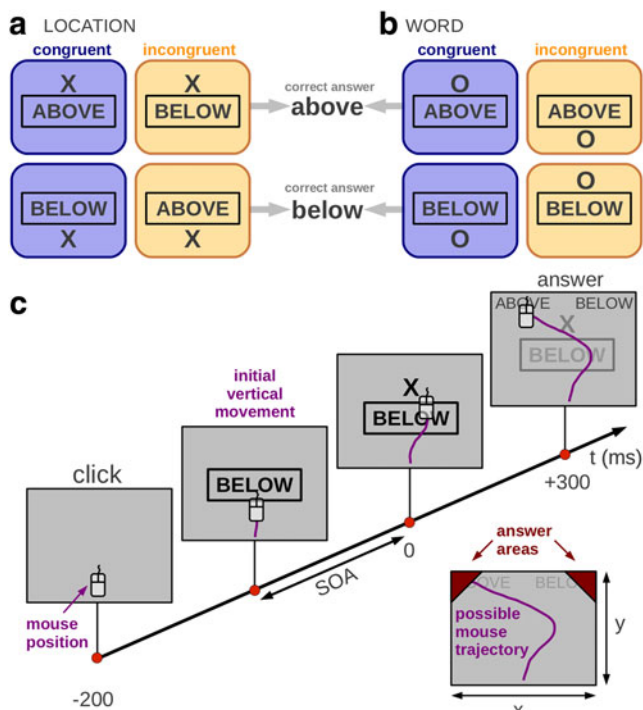 a LOCATION
congruent incongruent
X X
ABOVE BELOW
correct answer
above
BELOW ABOVE
X X
correct answer
below
b WORD
congruent incongruent
O
ABOVE ABOVE
O
O
BELOW BELOW
O
c
answer
ABOVE BELOW
X
BELOW
initial
vertical
movement
X
BELOW
BELOW
click
mouse
position
SOA
-200
0
+300
t (ms)
answer
areas
OVE BELO
possible
mouse
trajectory
y
x